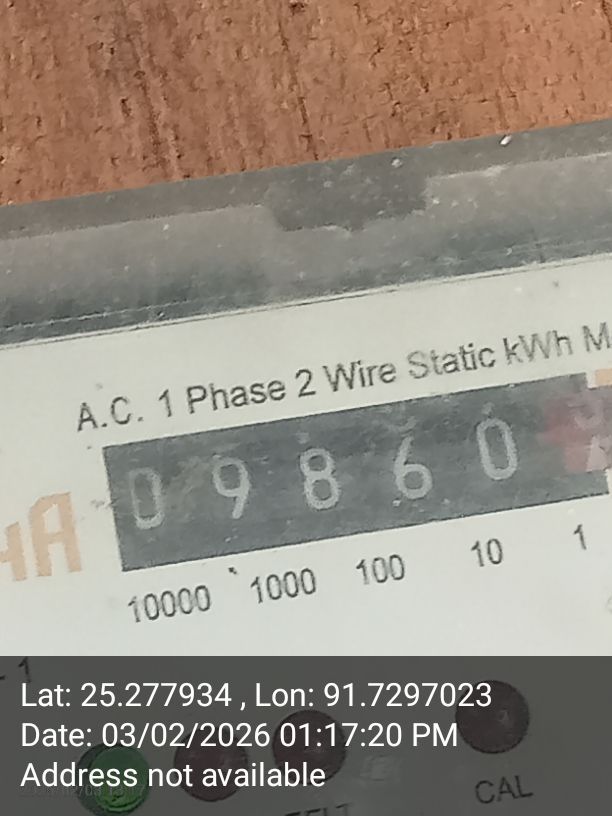 A.C. 1 Phase 2 Wire Static kWh M
0 9 8 6 0
10000 1000 100 10 1
Lat: 25.277934 , Lon: 91.7297023
Date: 03/02/2026 01:17:20 PM
Address not available
CAL